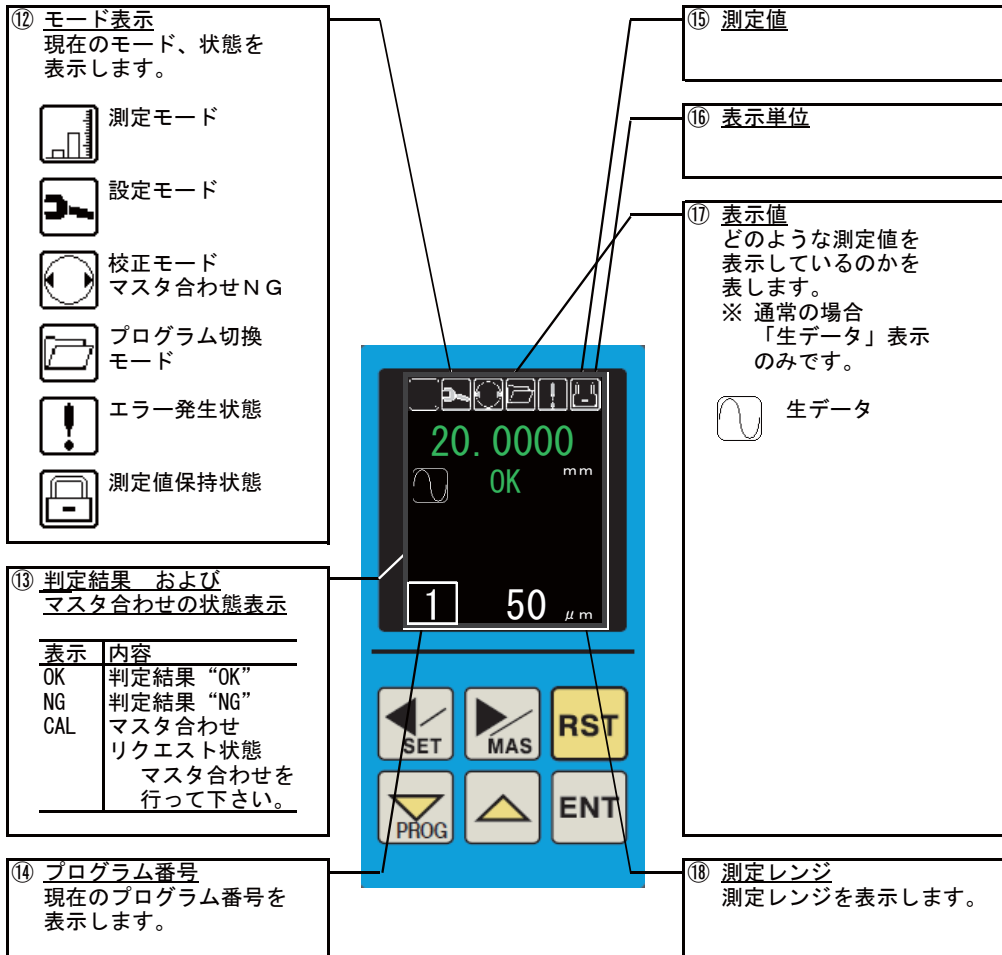 ⑫ モード表示
現在のモード、状態を
表示します。
測定モード
設定モード
校正モード
マスタ合わせＮＧ
プログラム切換
モード
エラー発生状態
測定値保持状態
⑬ 判定結果　および
マスタ合わせの状態表示
表示 内容
OK 判定結果“OK”
NG 判定結果“NG”
CAL マスタ合わせ
リクエスト状態
マスタ合わせを
行って下さい。
⑭ プログラム番号
現在のプログラム番号を
表示します。
20.0000
OK mm
1 50 μm
SET MAS RST
PROG ENT
⑮ 測定値
⑯ 表示単位
⑰ 表示値
どのような測定値を
表示しているのかを
表します。
※ 通常の場合
「生データ」表示
のみです。
生データ
⑱ 測定レンジ
測定レンジを表示します。